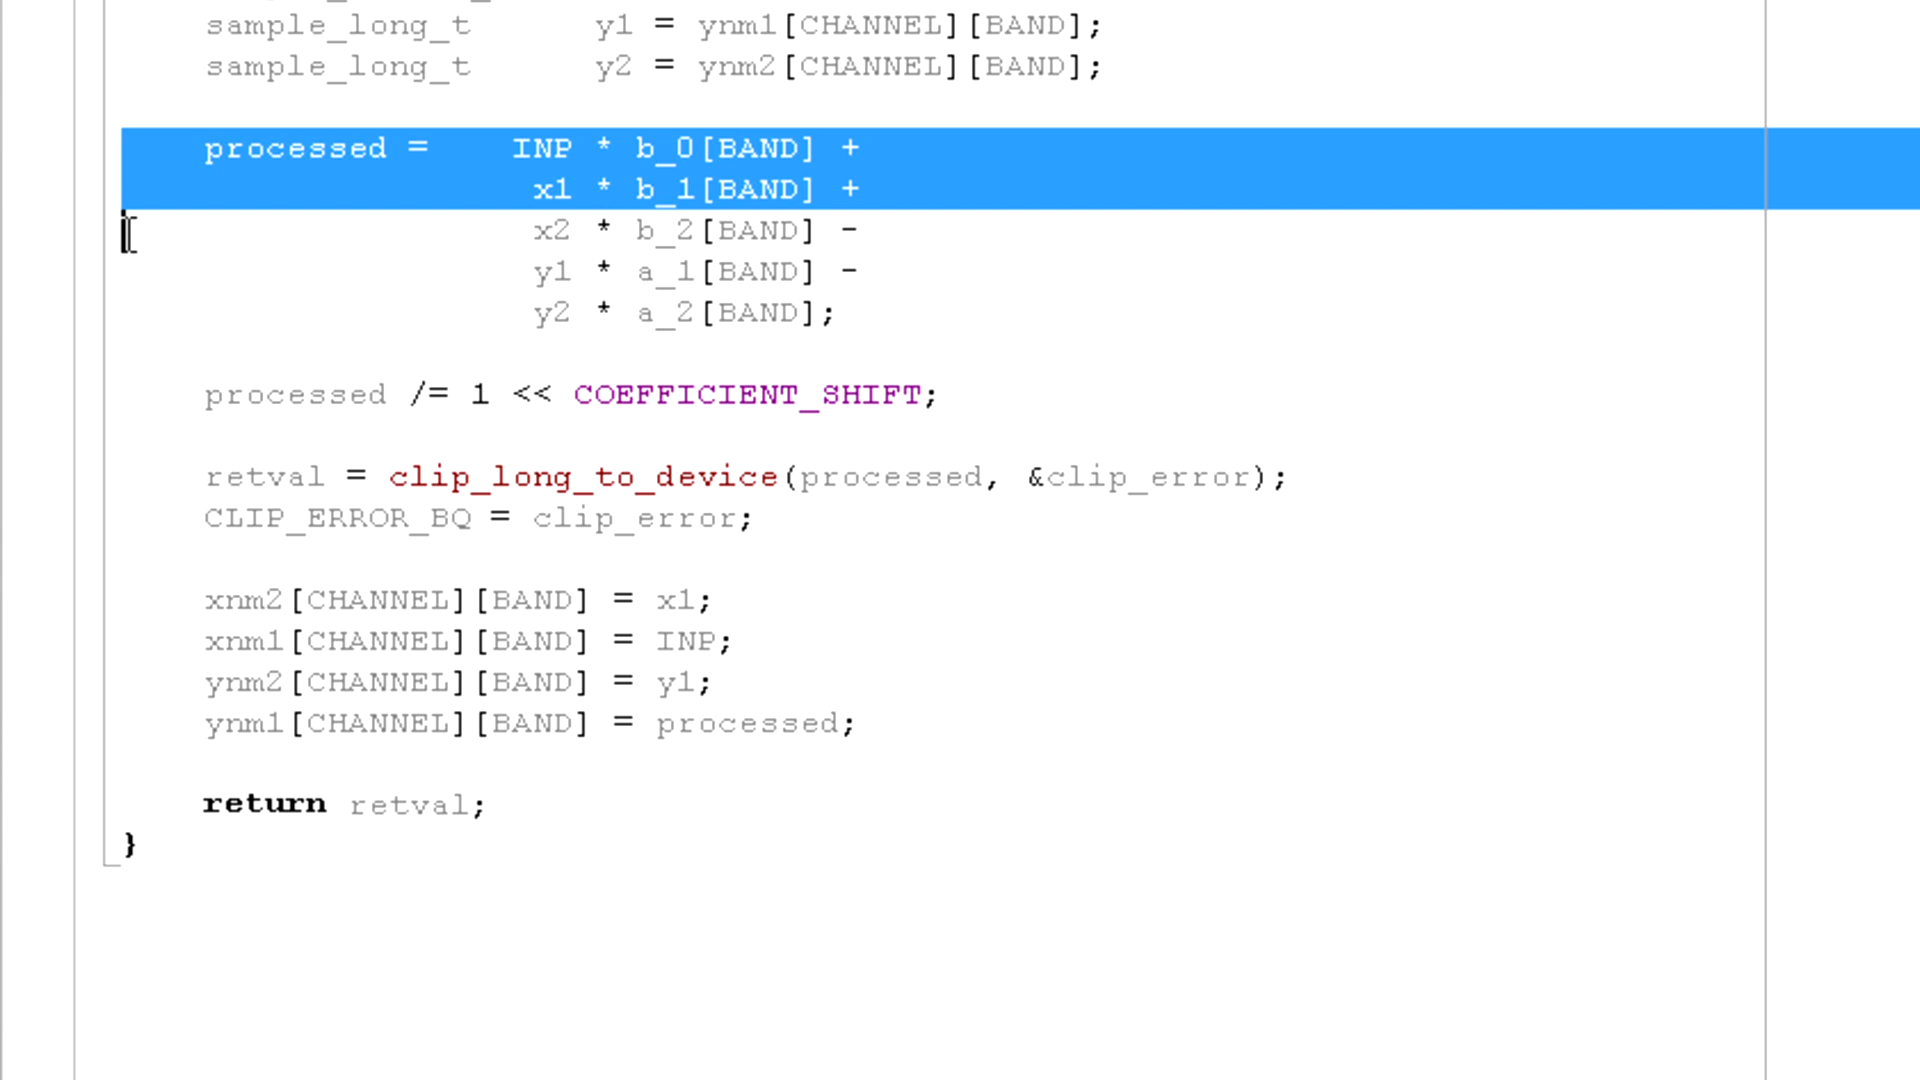 sample_long_t      y1 = ynm1[CHANNEL][BAND];
sample_long_t      y2 = ynm2[CHANNEL][BAND];
processed =    INP * b_0[BAND] +
x1 * b_1[BAND] +
x2 * b_2[BAND] -
y1 * a_1[BAND] -
y2 * a_2[BAND];
processed /= 1 << COEFFICIENT_SHIFT;
retval = clip_long_to_device(processed, &clip_error);
CLIP_ERROR_BQ = clip_error;
xnm2[CHANNEL][BAND] = x1;
xnm1[CHANNEL][BAND] = INP;
ynm2[CHANNEL][BAND] = y1;
ynm1[CHANNEL][BAND] = processed;
return retval;
}